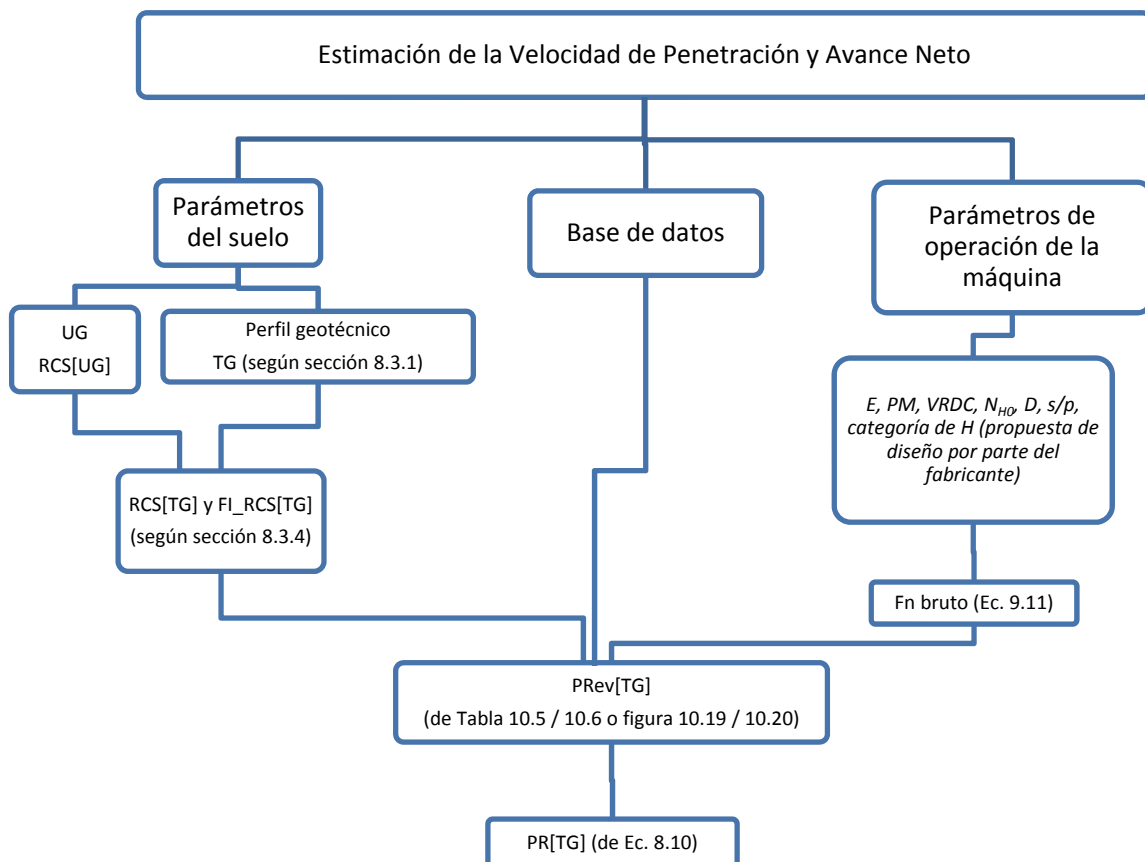 Estimación de la Velocidad de Penetración y Avance Neto
Parámetros
del suelo
Base de datos
Parámetros de
operación de la
máquina
UG
RCS[UG]
Perfil geotécnico
TG (según sección 8.3.1)
E, PM, VRDC, NH0, D, s/p,
categoría de H (propuesta de
diseño por parte del
fabricante)
RCS[TG] y FI_RCS[TG]
(según sección 8.3.4)
Fn bruto (Ec. 9.11)
PRev[TG]
(de Tabla 10.5 / 10.6 o figura 10.19 / 10.20)
PR[TG] (de Ec. 8.10)